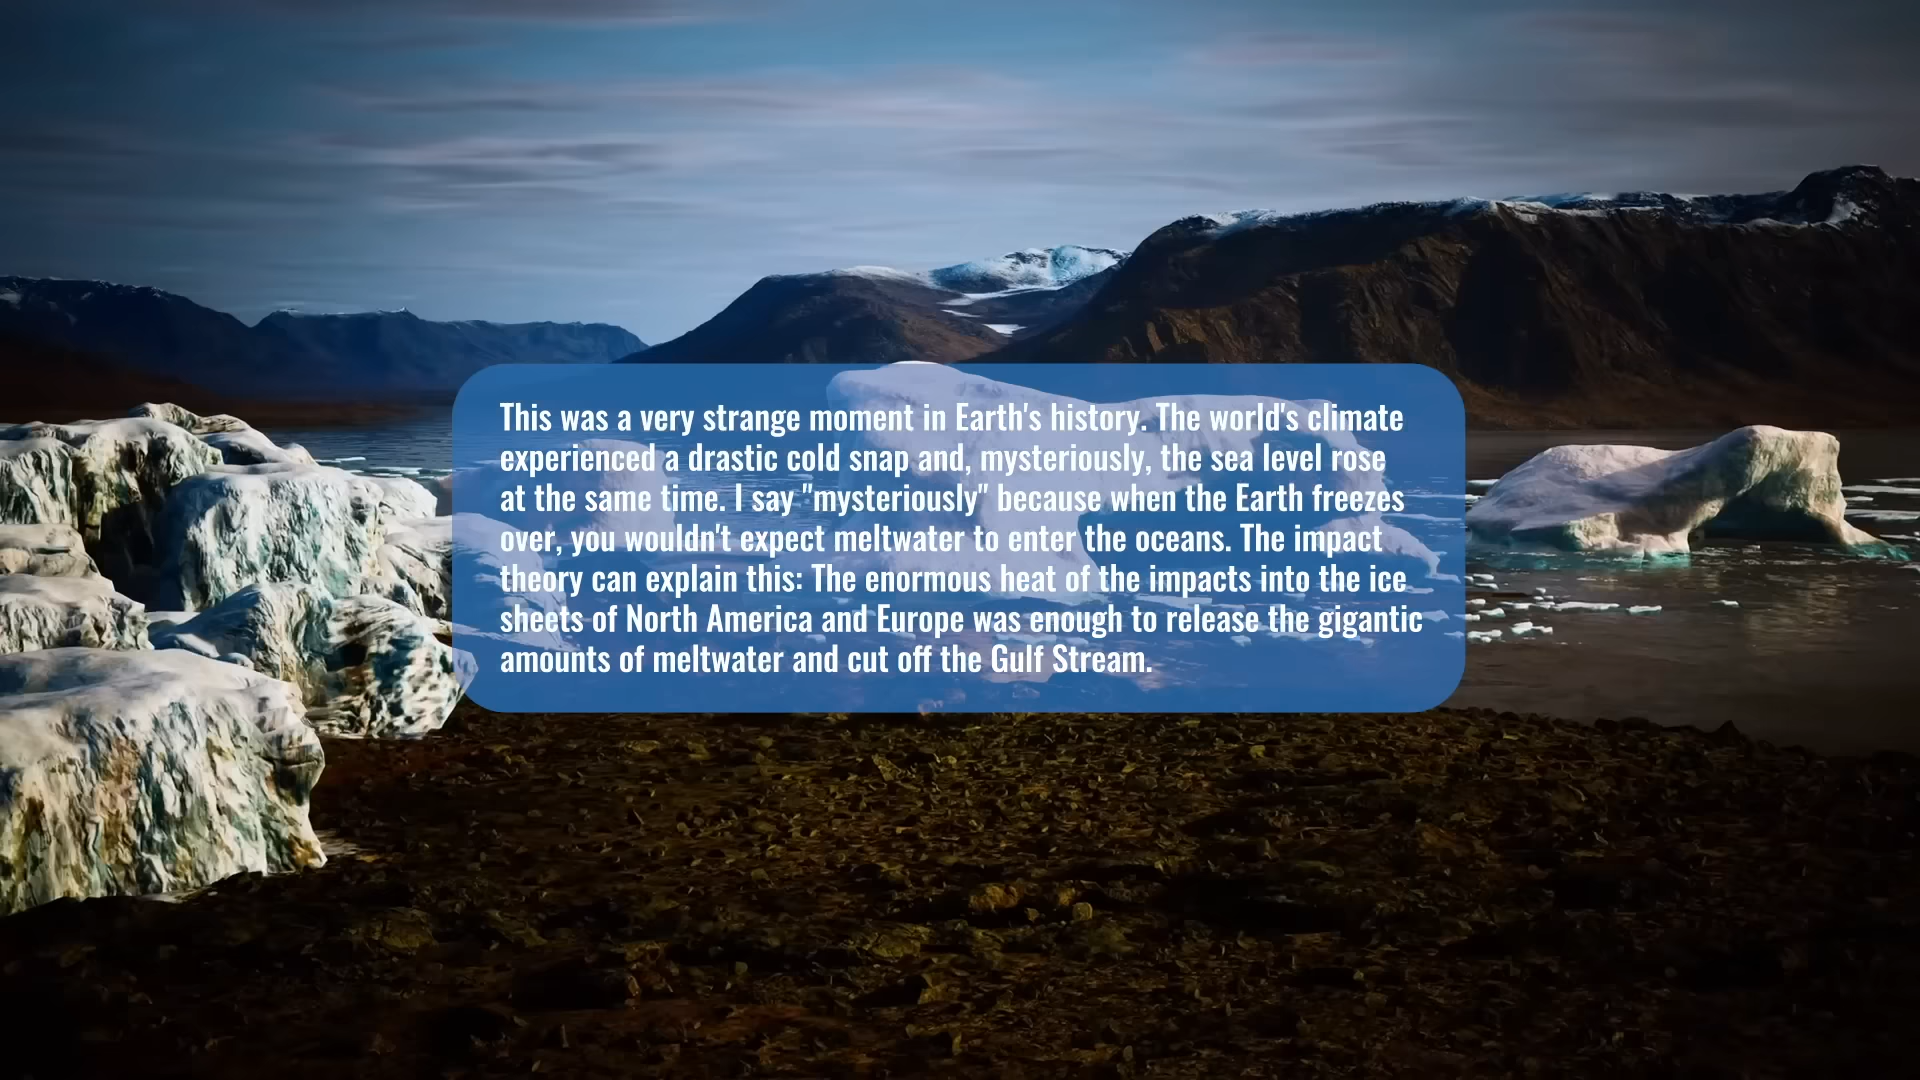 This was a very strange moment in Earth's history. The world's climate
experienced a drastic cold snap and, mysteriously, the sea level rose
at the same time. I say "mysteriously" because when the Earth freezes
over, you wouldn't expect meltwater to enter the oceans. The impact
theory can explain this: The enormous heat of the impacts into the ice
sheets of North America and Europe was enough to release the gigantic
amounts of meltwater and cut off the Gulf Stream.